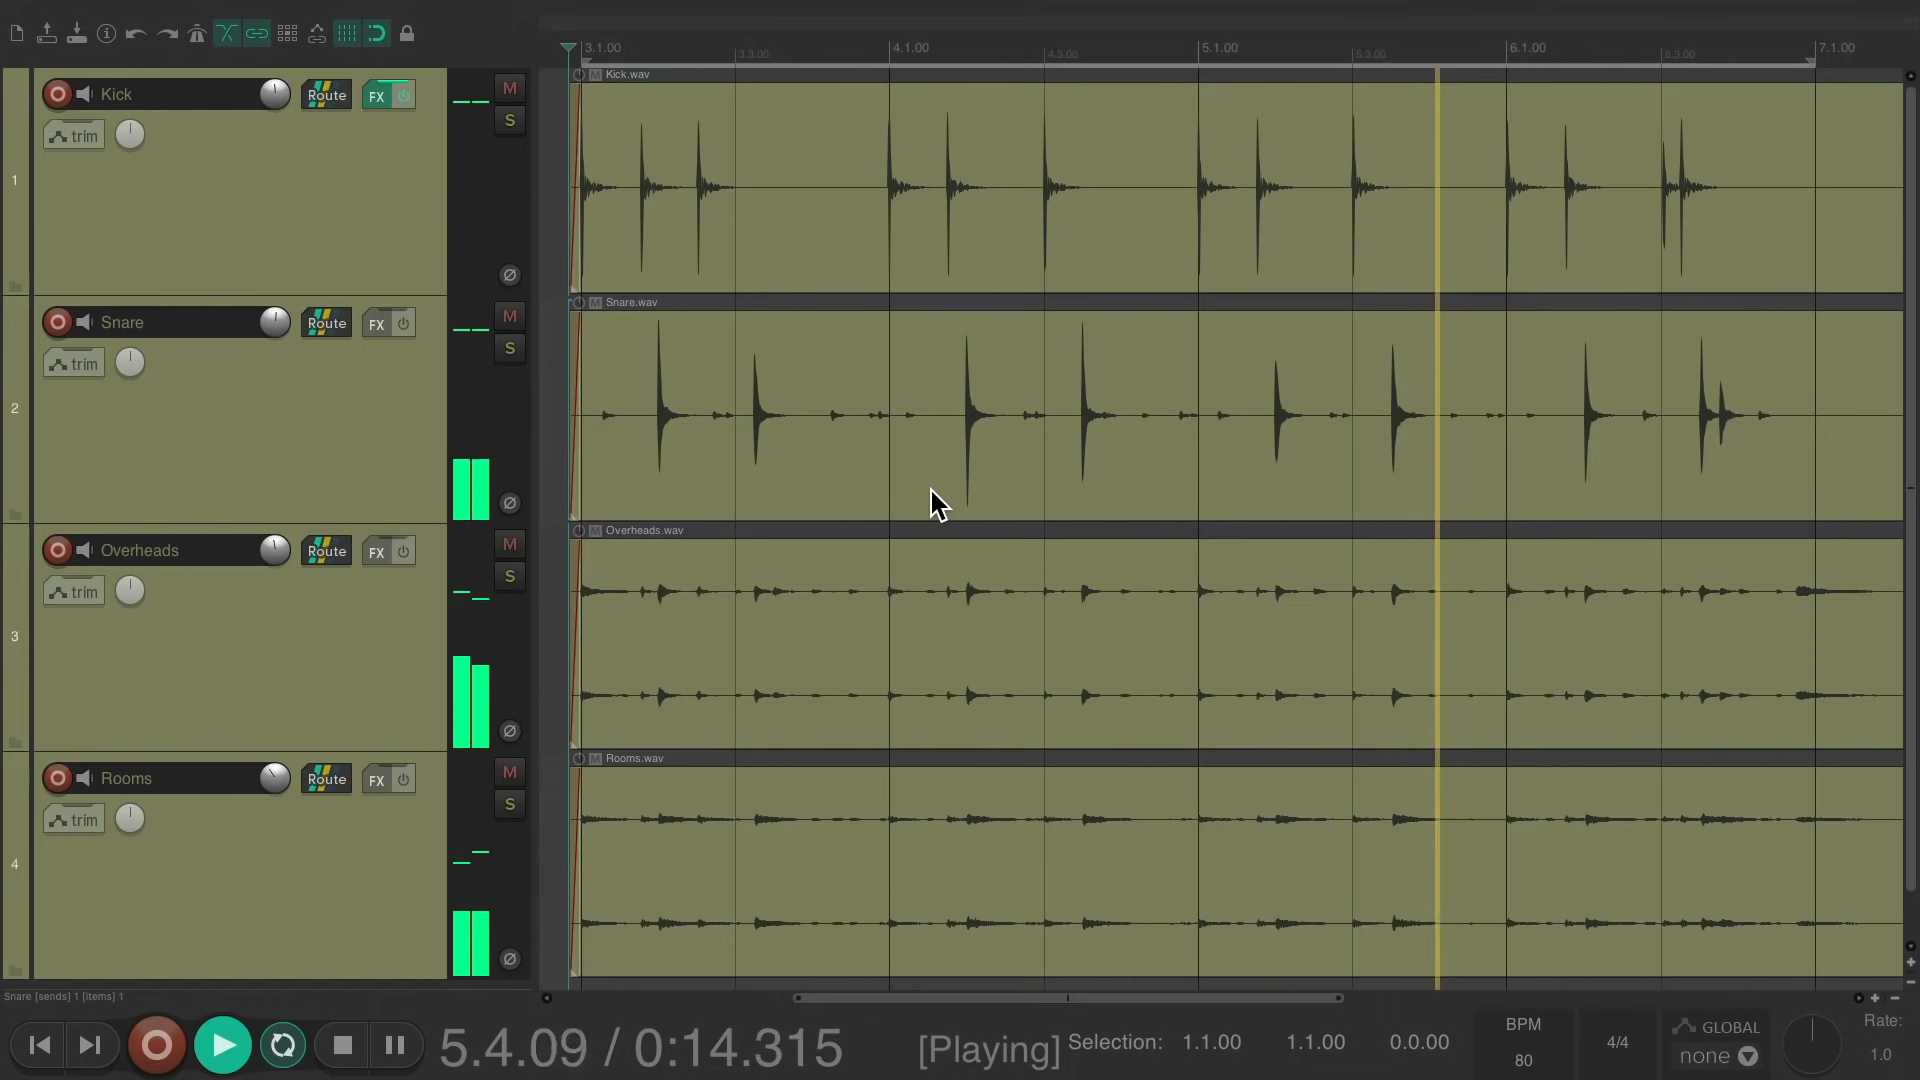 3.1.00
3.3.00
4.1.00
4.3.00
5.1.00
5.3.00
6.1.00
6.3.00
7.1.00
Kick
Route
FX
M
S
trim
1
Kick.wav
Snare
Route
FX
M
S
trim
2
Snare.wav
Overheads
Route
FX
M
S
trim
3
Overheads.wav
Rooms
Route
FX
M
S
trim
4
Rooms.wav
Snare [sends] 1 [items] 1
5.4.09 / 0:14.315
[Playing]
Selection: 1.1.00 1.1.00 0.0.00
BPM
80
4/4
GLOBAL
none
Rate:
1.0